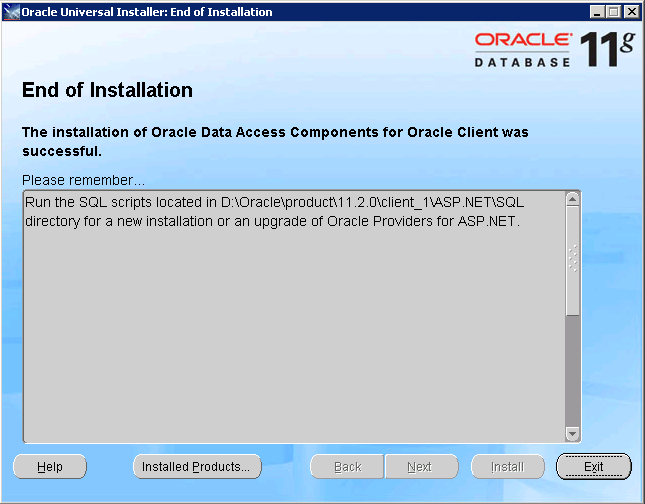 Oracle Universal Installer: End of Installation
ORACLE
DATABASE 11g
End of Installation
The installation of Oracle Data Access Components for Oracle Client was
successful.
Please remember...
Run the SQL scripts located in D:\Oracle\product\11.2.0\client_1\ASP.NET\SQL
directory for a new installation or an upgrade of Oracle Providers for ASP.NET.
Help Installed Products... Back Next Install Exit